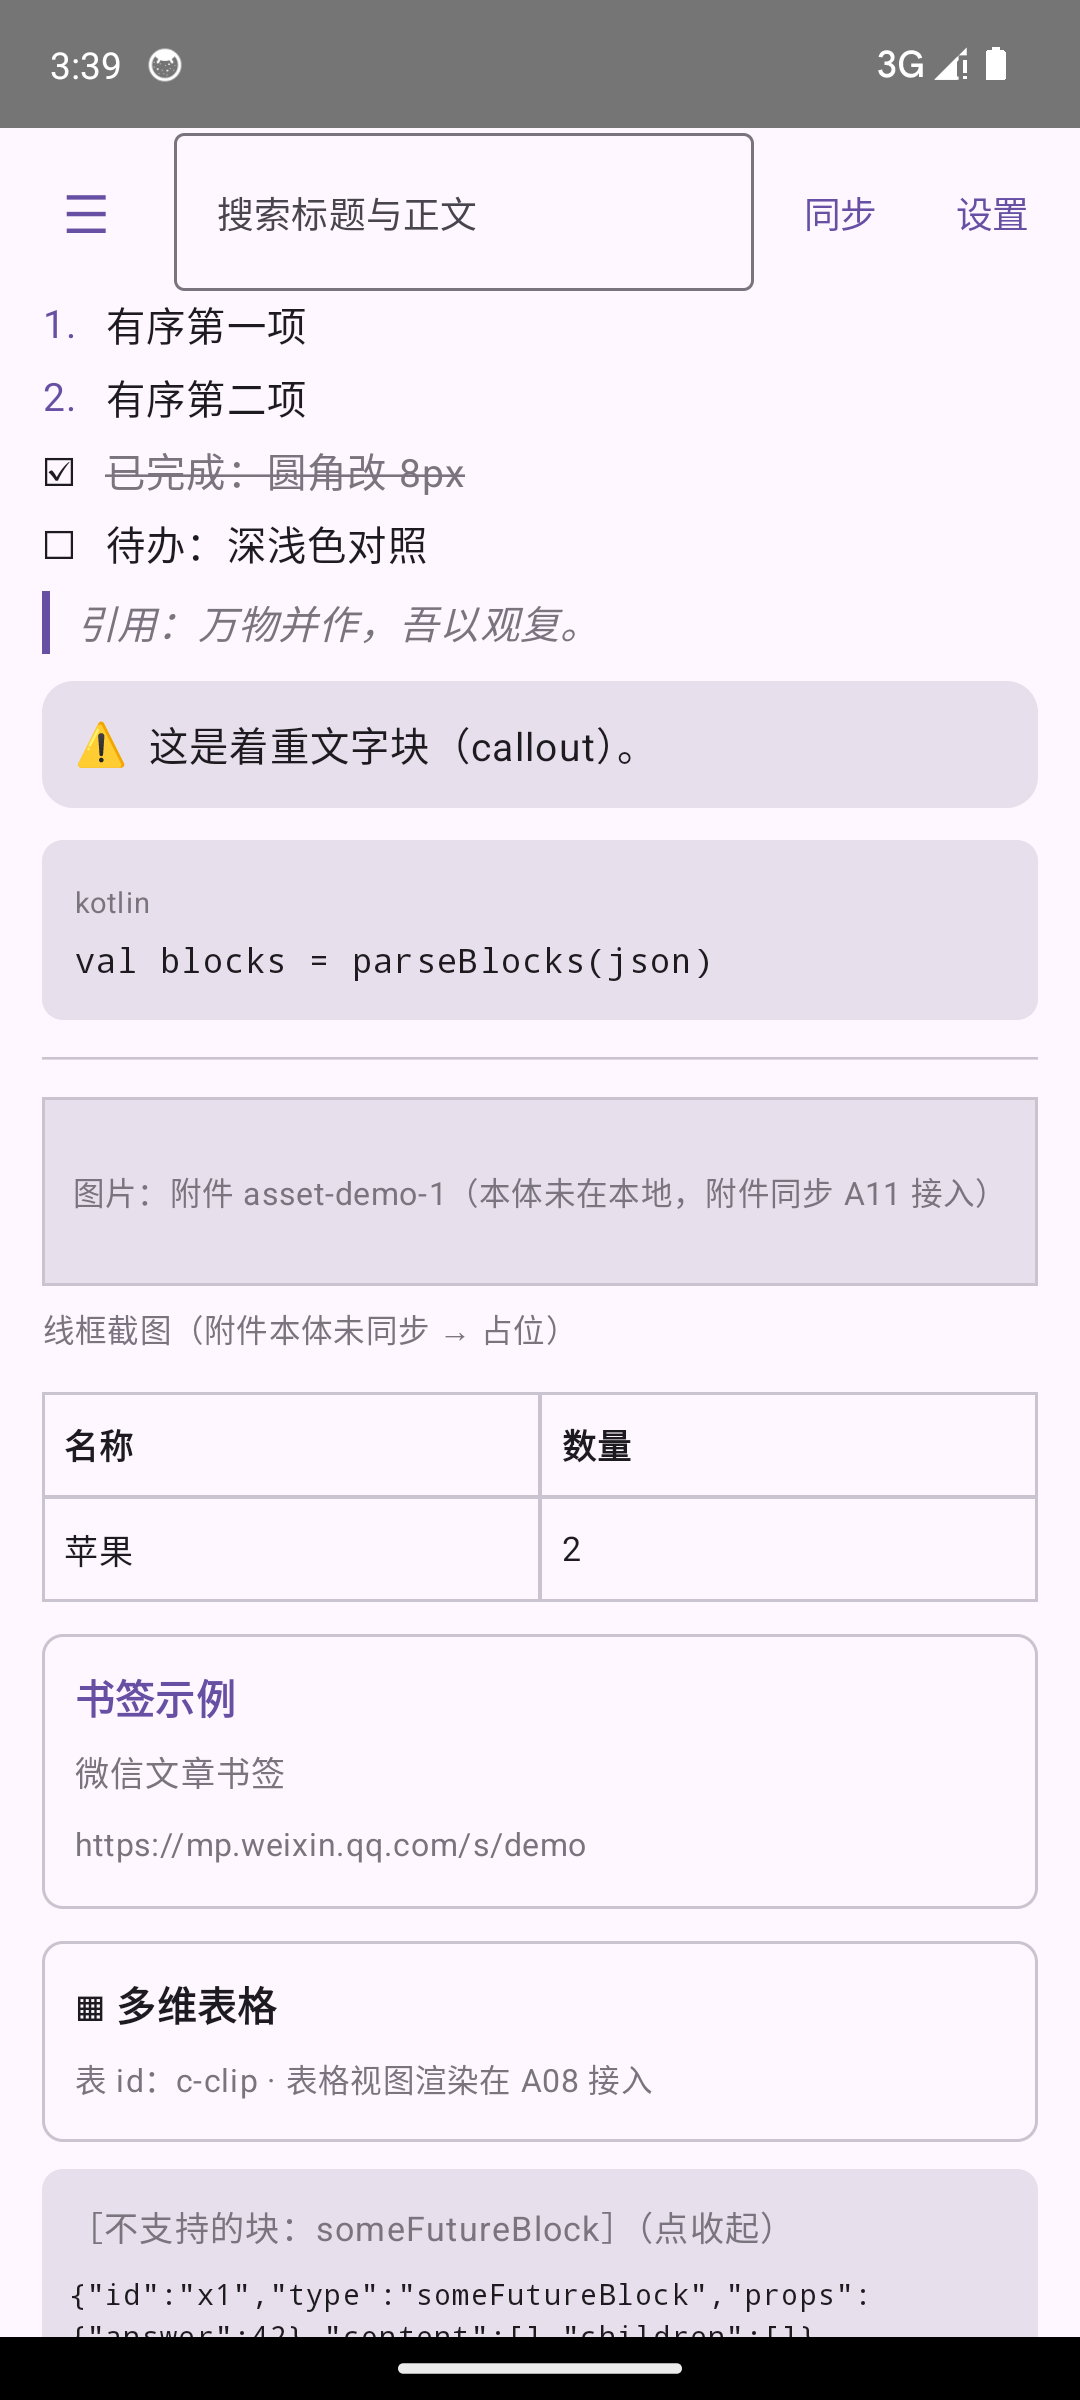 3:39
3G
搜索标题与正文
同步
设置
1. 有序第一项
2. 有序第二项
☑ 已完成：圆角改 8px
☐ 待办：深浅色对照
引用：万物并作，吾以观复。
⚠️ 这是着重文字块（callout）。
kotlin
val blocks = parseBlocks(json)
图片：附件 asset-demo-1（本体未在本地，附件同步 A11 接入）
线框截图（附件本体未同步 → 占位）
名称 数量
苹果 2
书签示例
微信文章书签
https://mp.weixin.qq.com/s/demo
▦ 多维表格
表 id：c-clip · 表格视图渲染在 A08 接入
［不支持的块：someFutureBlock］（点收起）
{"id":"x1","type":"someFutureBlock","props":
{"answer":42},"content":[],"children":[]}